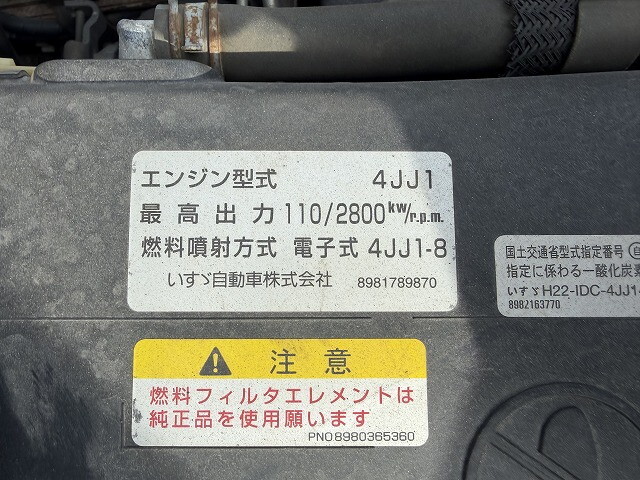 エンジン型式 4JJ1
最高出力 110/2800kW/r.p.m.
燃料噴射方式 電子式 4JJ1-8
いすゞ自動車株式会社 8981789870
国土交通省型式指定番号
指定に係わる一酸化炭素
いすゞH22-IDC-4JJ1-
8982163770
注意
燃料フィルタエレメントは
純正品を使用願います
PNO8980365360